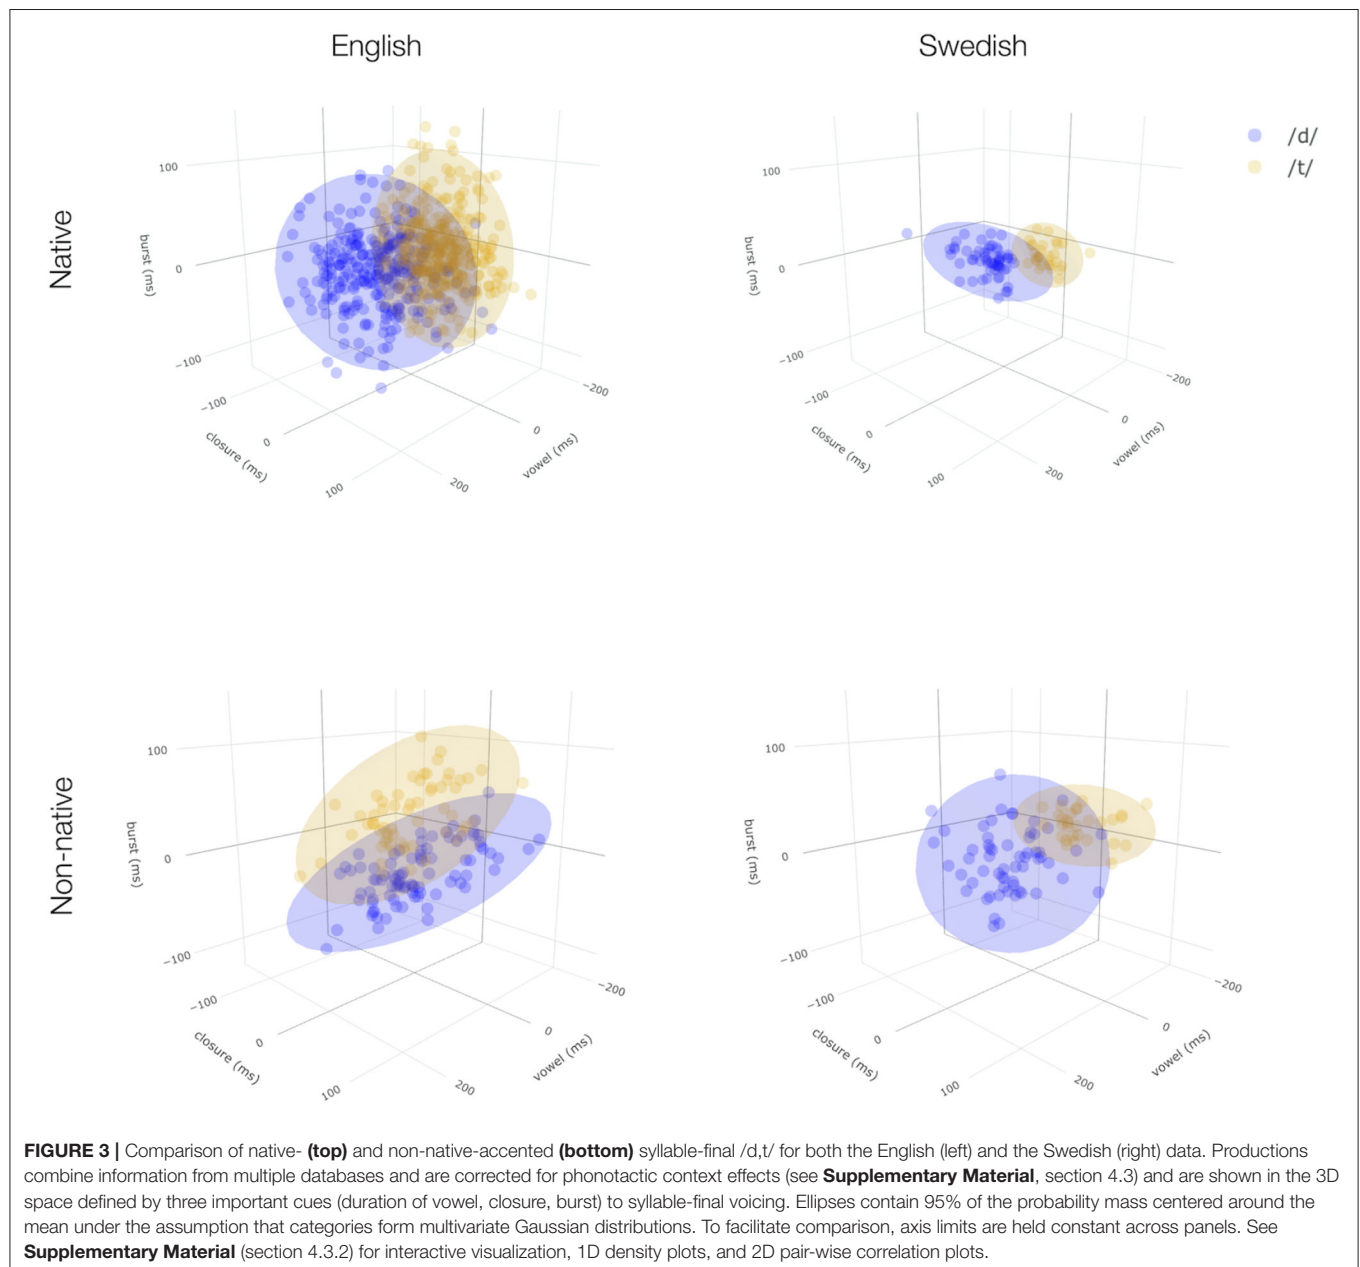 English
Swedish
/d/
/t/
Native
100
0
−100
burst (ms)
−100
0
100
closure (ms)
200
0
−200
vowel (ms)
100
0
−100
burst (ms)
−100
0
100
closure (ms)
200
0
−200
vowel (ms)
Non-native
100
0
−100
burst (ms)
−100
0
100
closure (ms)
200
0
−200
vowel (ms)
100
0
−100
burst (ms)
−100
0
100
closure (ms)
200
0
−200
vowel (ms)
FIGURE 3 | Comparison of native- (top) and non-native-accented (bottom) syllable-final /d,t/ for both the English (left) and the Swedish (right) data. Productions
combine information from multiple databases and are corrected for phonotactic context effects (see Supplementary Material, section 4.3) and are shown in the 3D
space defined by three important cues (duration of vowel, closure, burst) to syllable-final voicing. Ellipses contain 95% of the probability mass centered around the
mean under the assumption that categories form multivariate Gaussian distributions. To facilitate comparison, axis limits are held constant across panels. See
Supplementary Material (section 4.3.2) for interactive visualization, 1D density plots, and 2D pair-wise correlation plots.